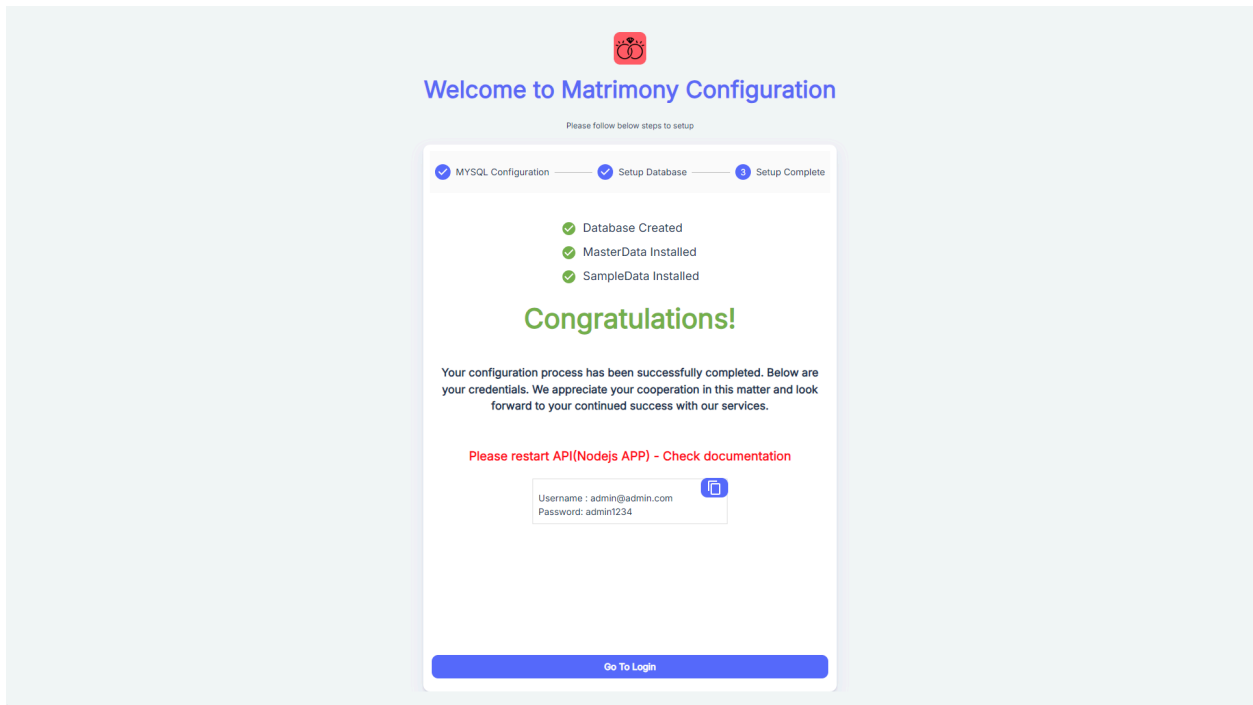 Welcome to Matrimony Configuration
Please follow below steps to setup
MYSQL Configuration
Setup Database
3 Setup Complete
Database Created
MasterData Installed
SampleData Installed
Congratulations!
Your configuration process has been successfully completed. Below are
your credentials. We appreciate your cooperation in this matter and look
forward to your continued success with our services.
Please restart API(Nodejs APP) - Check documentation
Username : admin@admin.com
Password: admin1234
Go To Login